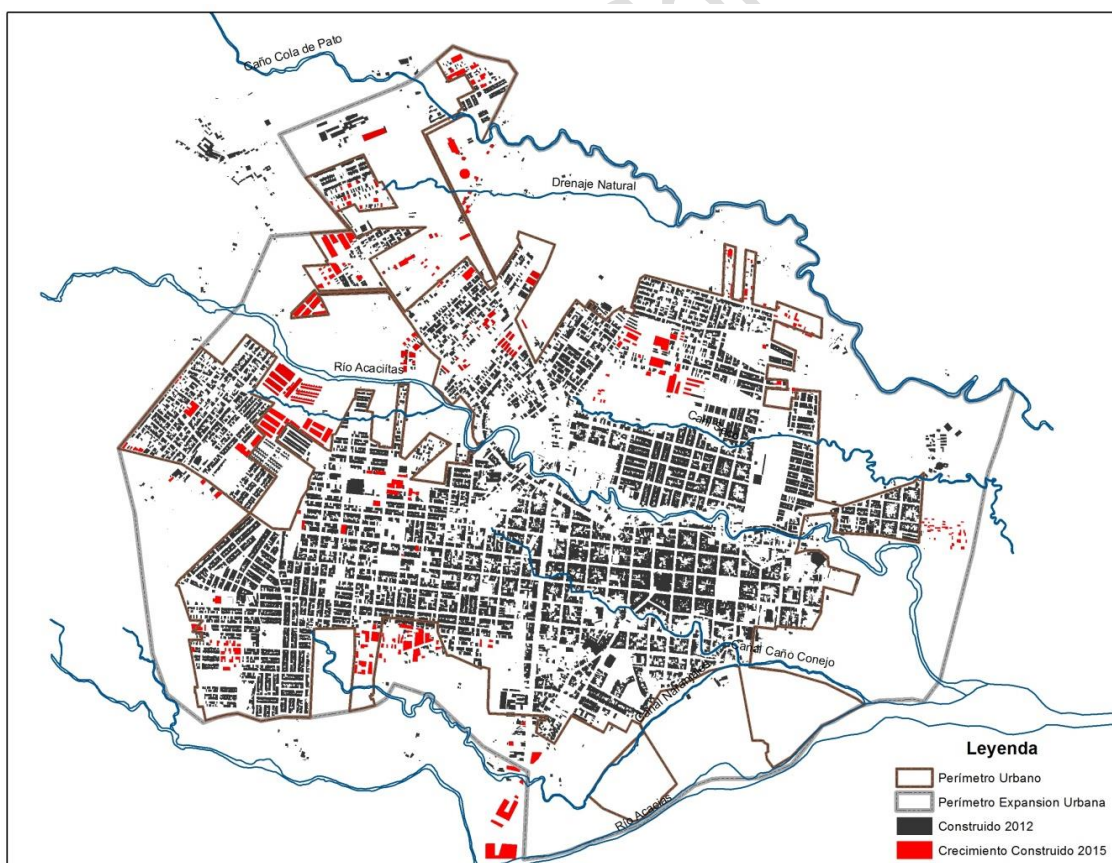 Caño Cola de Pato
Drenaje Natural
Río Acaciítas
Canal Caño Conejo
Río Acacias
Leyenda
Perímetro Urbano
Perímetro Expansion Urbana
Construido 2012
Crecimiento Construido 2015